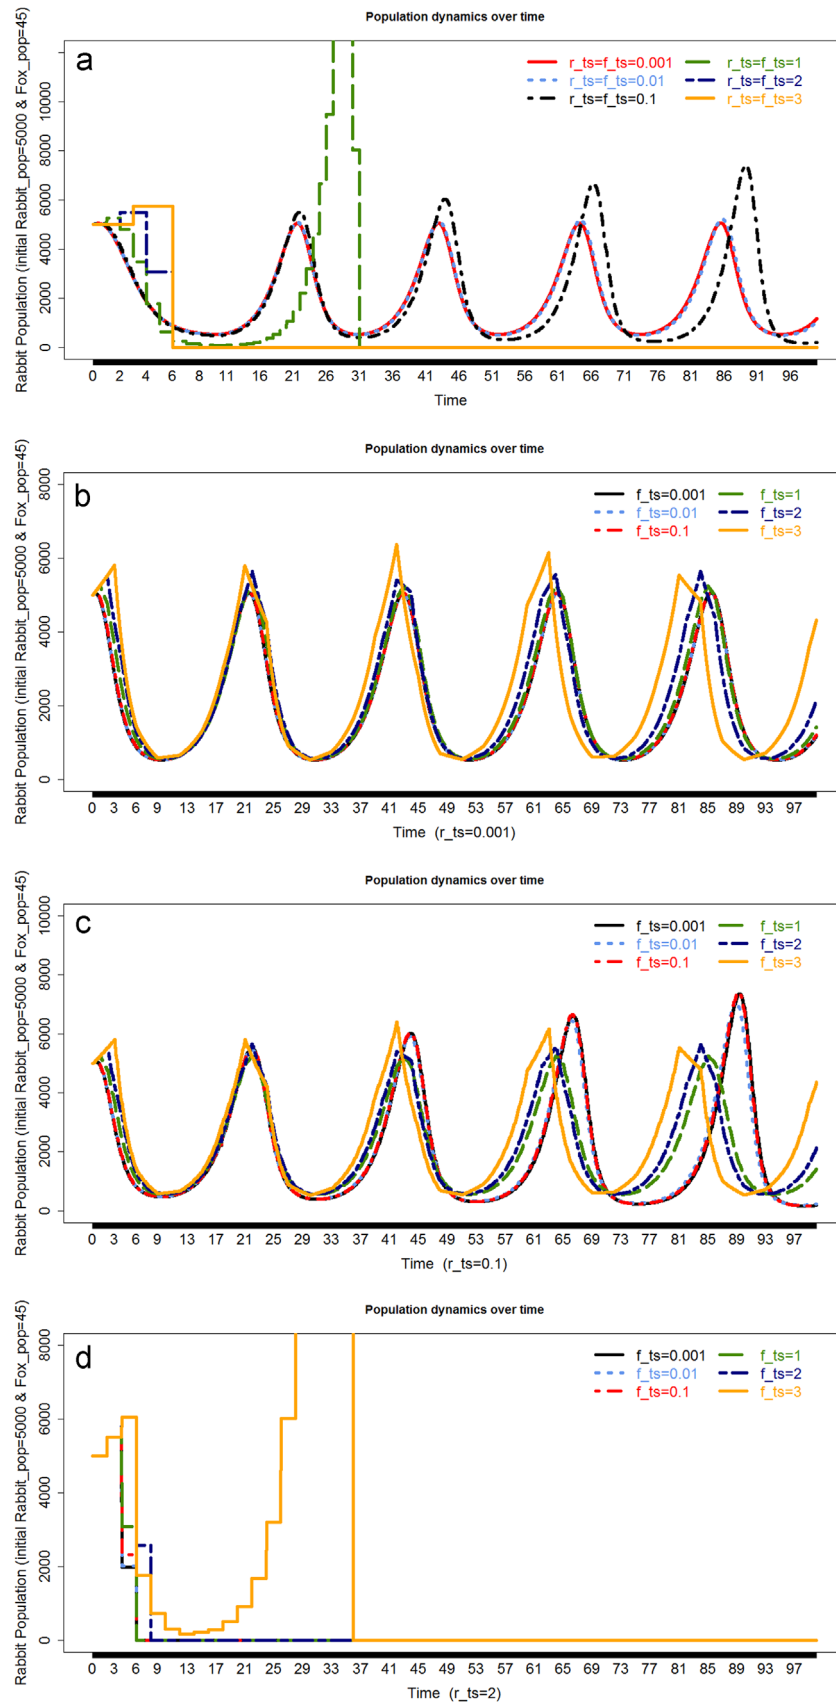 Population dynamics over time
a
r_ts=f_ts=0.001 r_ts=f_ts=1
r_ts=f_ts=0.01 r_ts=f_ts=2
r_ts=f_ts=0.1 r_ts=f_ts=3
Rabbit Population (initial Rabbit_pop=5000 & Fox_pop=45)
10000
8000
6000
4000
2000
0
0 2 4 6 8 11 16 21 26 31 36 41 46 51 56 61 66 71 76 81 86 91 96
Time
Population dynamics over time
b
f_ts=0.001 f_ts=1
f_ts=0.01 f_ts=2
f_ts=0.1 f_ts=3
Rabbit Population (initial Rabbit_pop=5000 & Fox_pop=45)
8000
6000
4000
2000
0
0 3 6 9 13 17 21 25 29 33 37 41 45 49 53 57 61 65 69 73 77 81 85 89 93 97
Time (r_ts=0.001)
Population dynamics over time
c
f_ts=0.001 f_ts=1
f_ts=0.01 f_ts=2
f_ts=0.1 f_ts=3
Rabbit Population (initial Rabbit_pop=5000 & Fox_pop=45)
10000
8000
6000
4000
2000
0
0 3 6 9 13 17 21 25 29 33 37 41 45 49 53 57 61 65 69 73 77 81 85 89 93 97
Time (r_ts=0.1)
Population dynamics over time
d
f_ts=0.001 f_ts=1
f_ts=0.01 f_ts=2
f_ts=0.1 f_ts=3
Rabbit Population (initial Rabbit_pop=5000 & Fox_pop=45)
8000
6000
4000
2000
0
0 3 6 9 13 17 21 25 29 33 37 41 45 49 53 57 61 65 69 73 77 81 85 89 93 97
Time (r_ts=2)